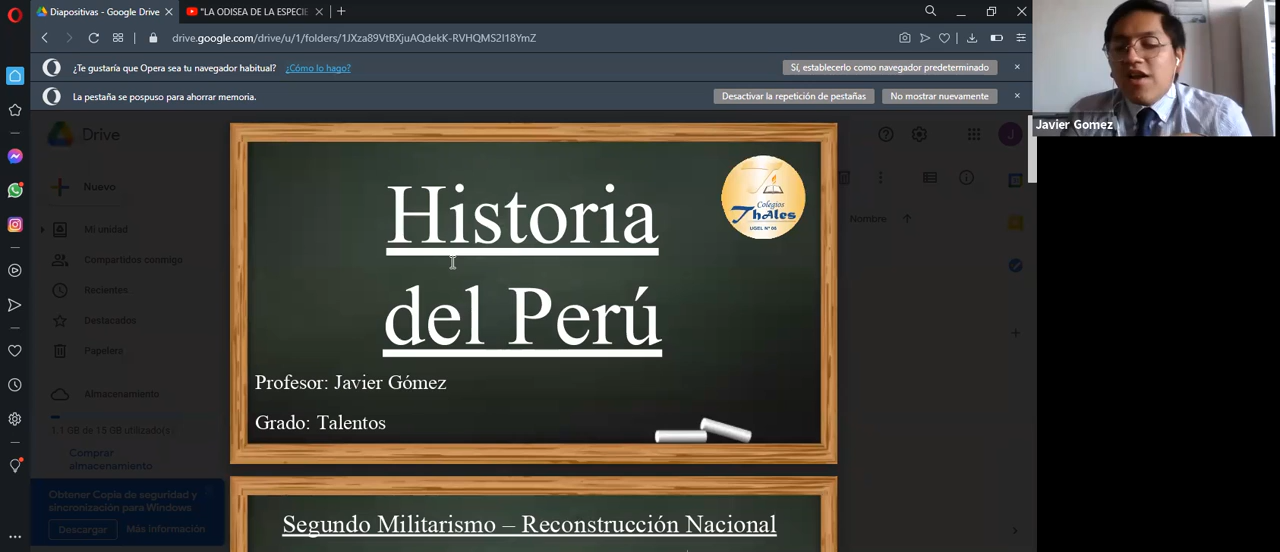 Diapositivas - Google Drive
"LA ODISEA DE LA ESPECIE
drive.google.com/drive/u/1/folders/1JXza89VtBXjuAQdekK-RVHQMS2I18YmZ
¿Te gustaría que Opera sea tu navegador habitual? ¿Cómo lo hago?
Sí, establecerlo como navegador predeterminado
La pestaña se pospuso para ahorrar memoria.
Desactivar la repetición de pestañas
No mostrar nuevamente
Javier Gomez
Drive
J
Nuevo
Mi unidad
Compartidos conmigo
Recientes
Destacados
Papelera
Almacenamiento
1.1 GB de 15 GB utilizado(s
Comprar
almacenamiento
Obtener Copia de seguridad y
sincronización para Windows
Descargar
Más información
Nombre
Historia
del Perú
Colegios
Thales
UGEL Nº 06
Profesor: Javier Gómez
Grado: Talentos
Segundo Militarismo – Reconstrucción Nacional